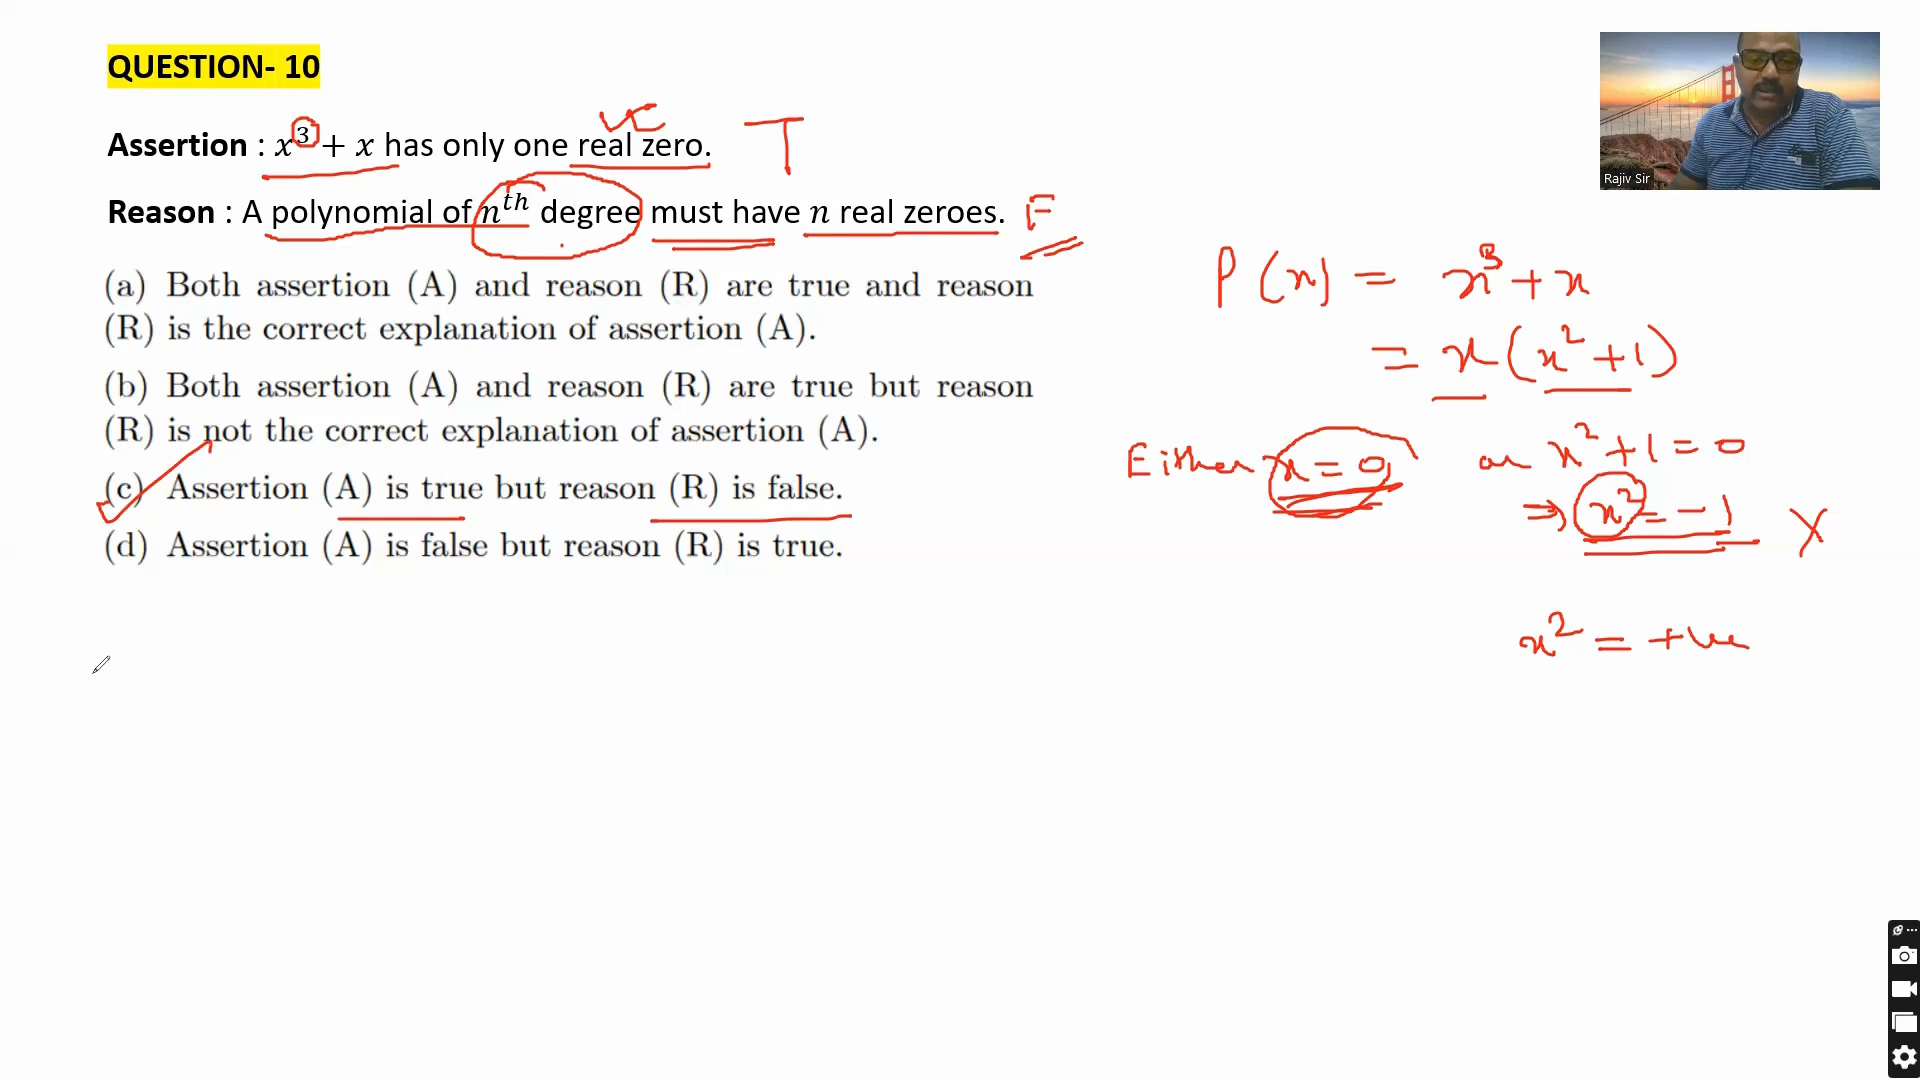 QUESTION- 10
Assertion : x³ + x has only one real zero. T
Reason : A polynomial of nᵗʰ degree must have n real zeroes. F
(a) Both assertion (A) and reason (R) are true and reason
(R) is the correct explanation of assertion (A).
(b) Both assertion (A) and reason (R) are true but reason
(R) is not the correct explanation of assertion (A).
(c) Assertion (A) is true but reason (R) is false.
(d) Assertion (A) is false but reason (R) is true.
P(x) = x³ + x
= x(x² + 1)
Either x = 0, or x² + 1 = 0
⇒ x² = -1 X
x² = +ve
Rajiv Sir